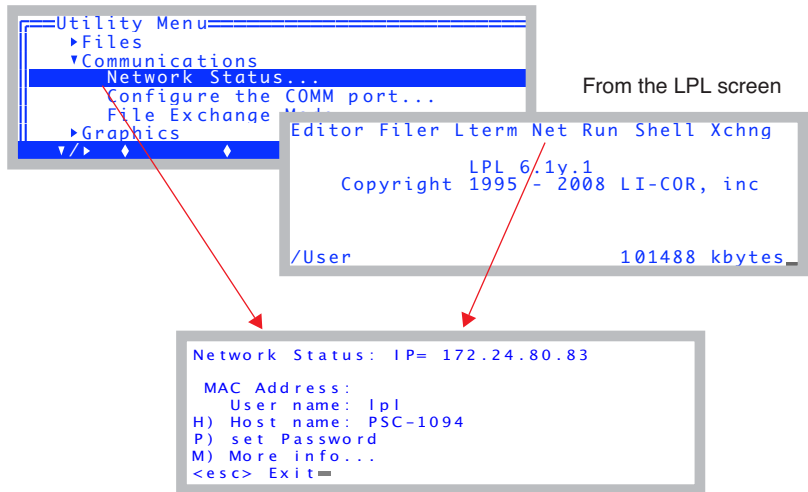 Utility Menu
▸Files
▾Communications
Network Status...
Configure the COMM port...
File Exchange
▸Graphics
From the LPL screen
Editor Filer Lterm Net Run Shell Xchng
LPL 6.1y.1
Copyright 1995 - 2008 LI-COR, inc
/User 101488 kbytes
Network Status: IP= 172.24.80.83
MAC Address:
User name: lpl
H) Host name: PSC-1094
P) set Password
M) More info...
<esc> Exit